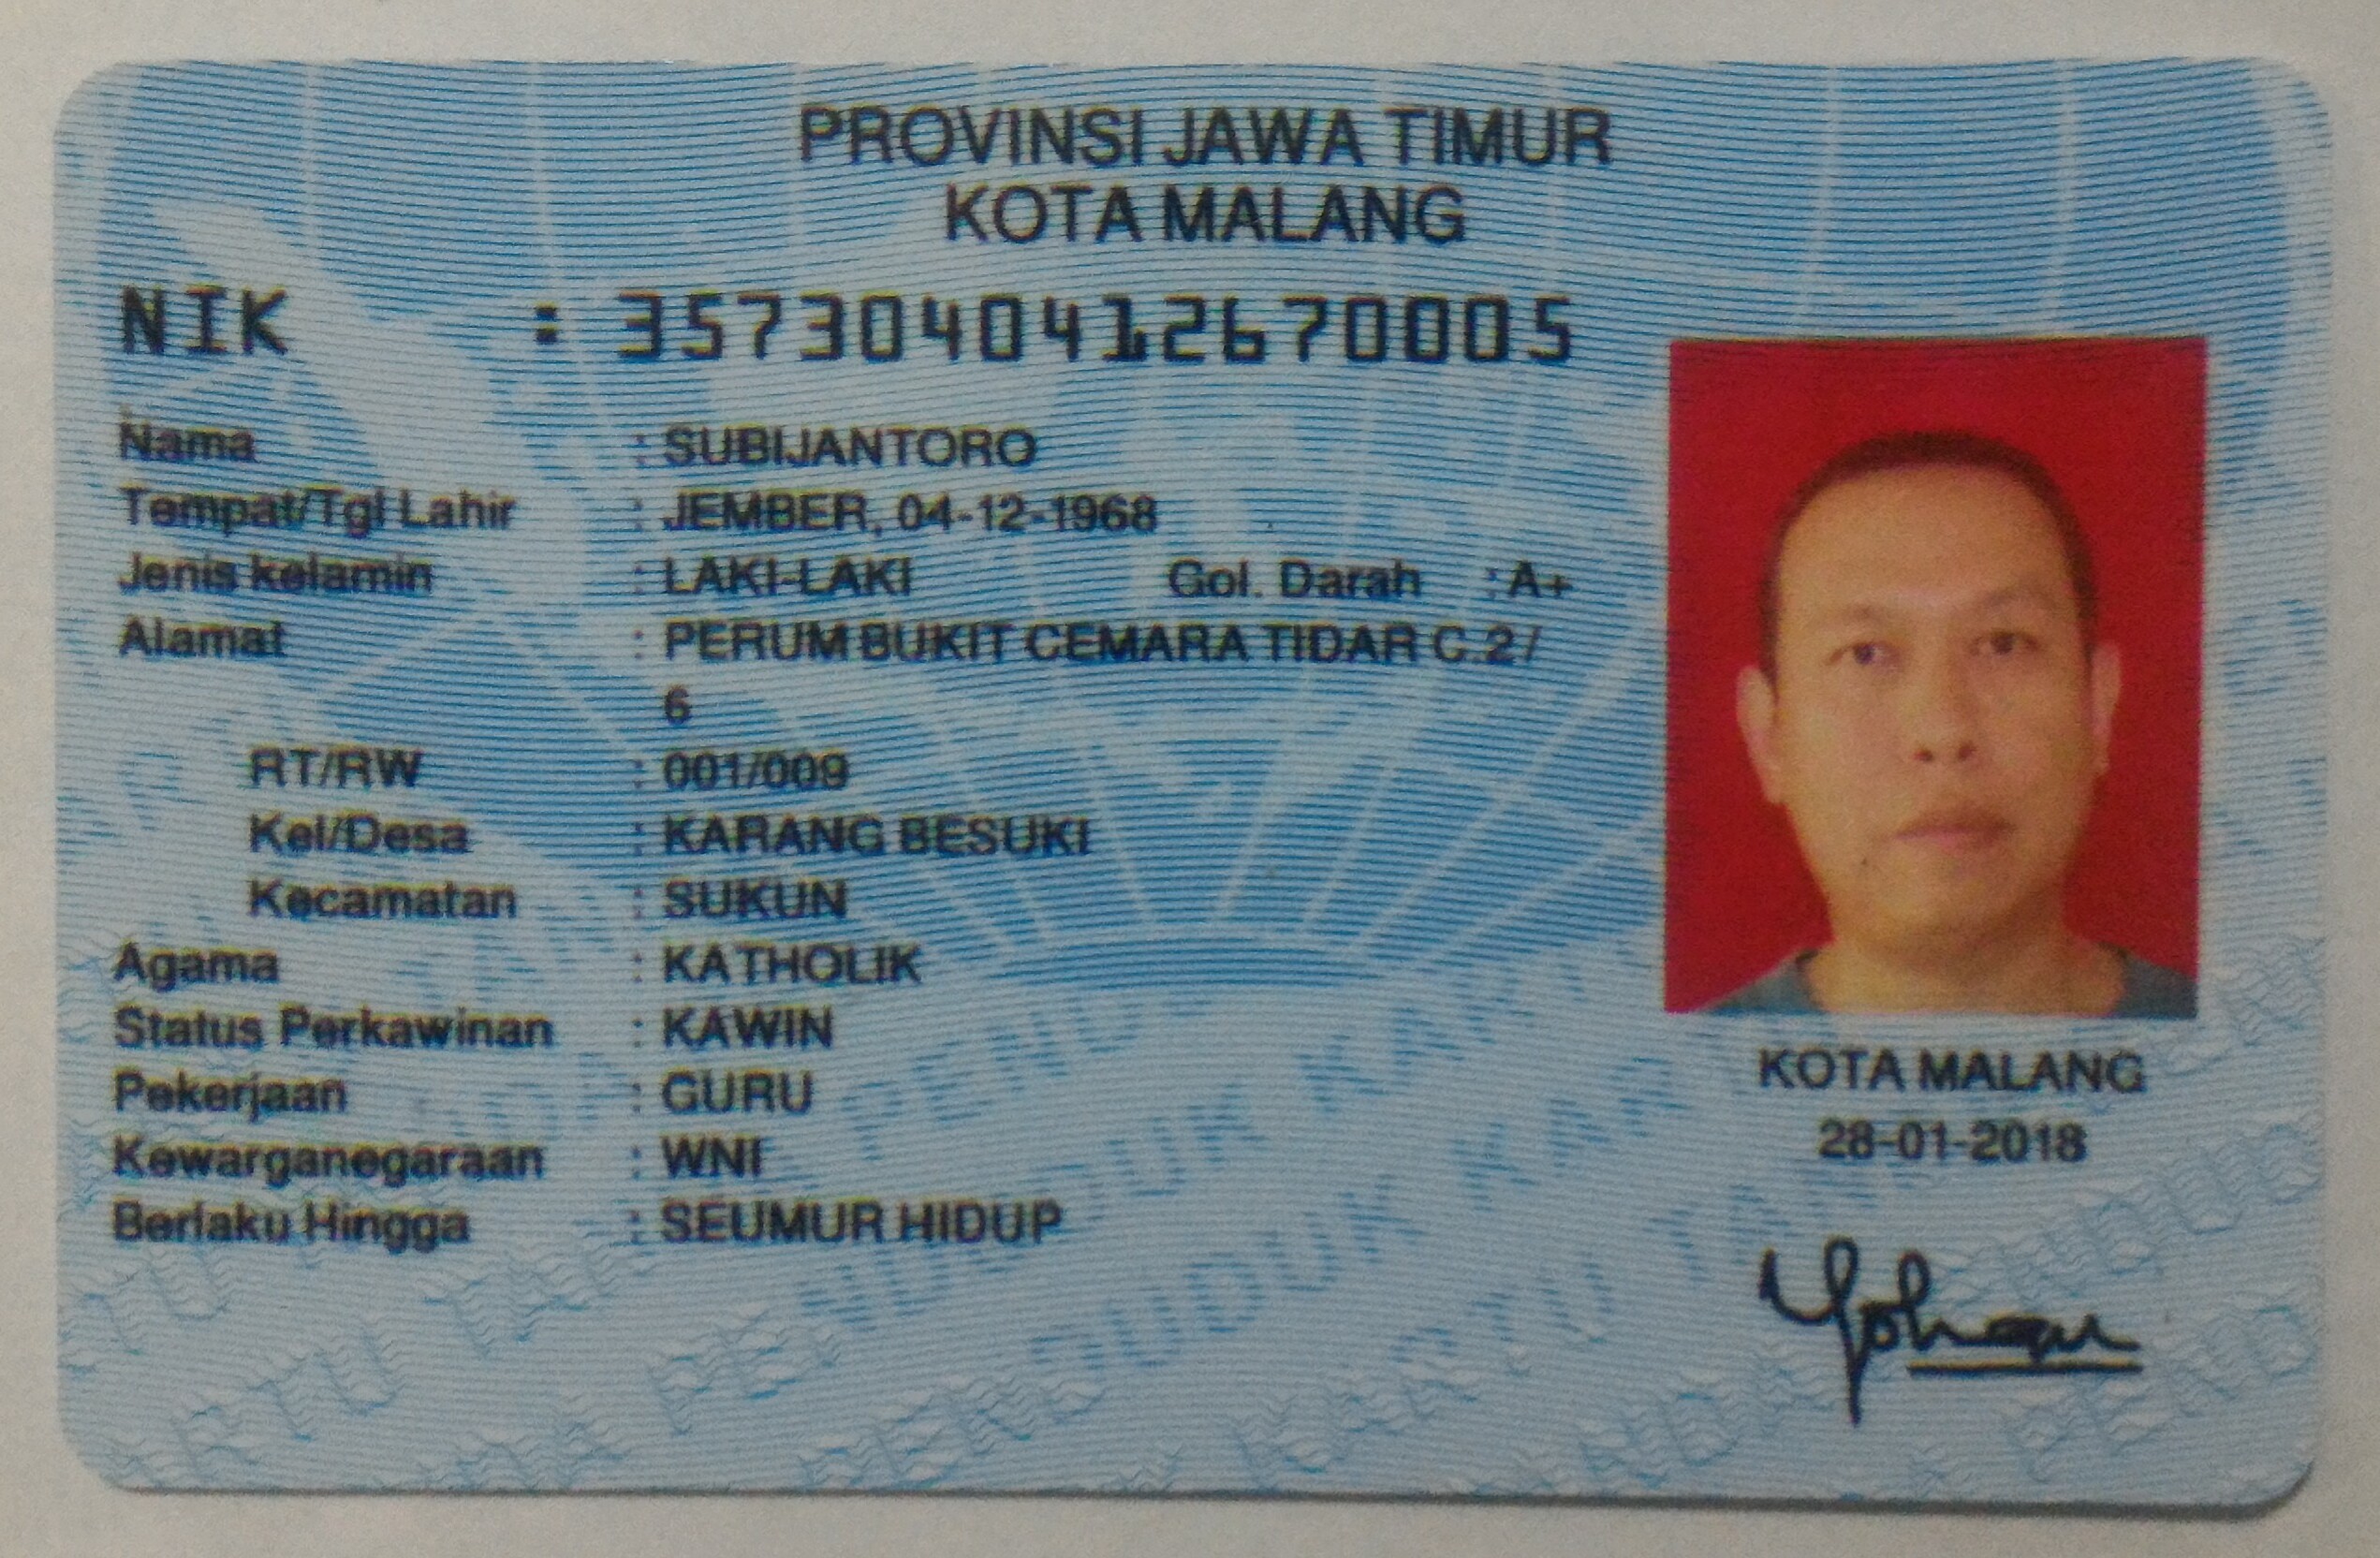 PROVINSI JAWA TIMUR
KOTA MALANG
NIK : 3573040412670005
Nama : SUBIJANTORO
Tempat/Tgl Lahir : JEMBER, 04-12-1968
Jenis kelamin : LAKI-LAKI Gol. Darah : A+
Alamat : PERUM BUKIT CEMARA TIDAR C.2 /
6
RT/RW : 001/009
Kel/Desa : KARANG BESUKI
Kecamatan : SUKUN
Agama : KATHOLIK
Status Perkawinan : KAWIN
Pekerjaan : GURU
Kewarganegaraan : WNI
Berlaku Hingga : SEUMUR HIDUP
KOTA MALANG
28-01-2018